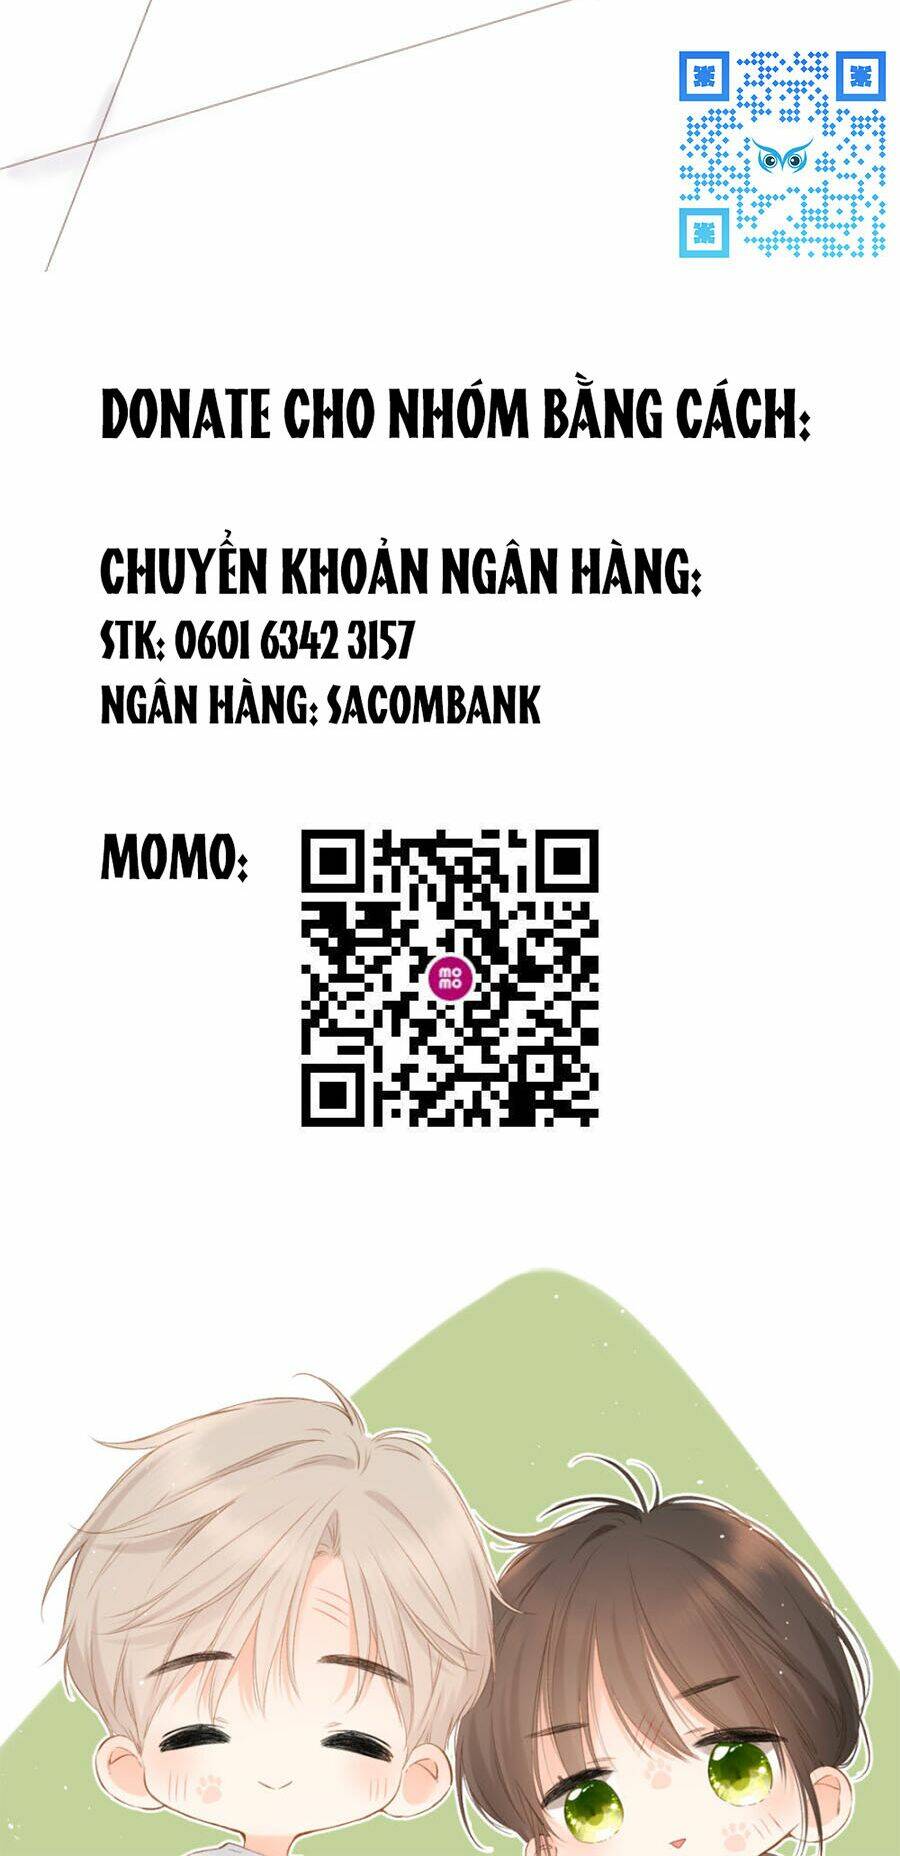 DONATE CHO NHÓM BẰNG CÁCH:
CHUYỂN KHOẢN NGÂN HÀNG:
STK: 0601 6342 3157
NGÂN HÀNG: SACOMBANK
MOMO:
MO
MO